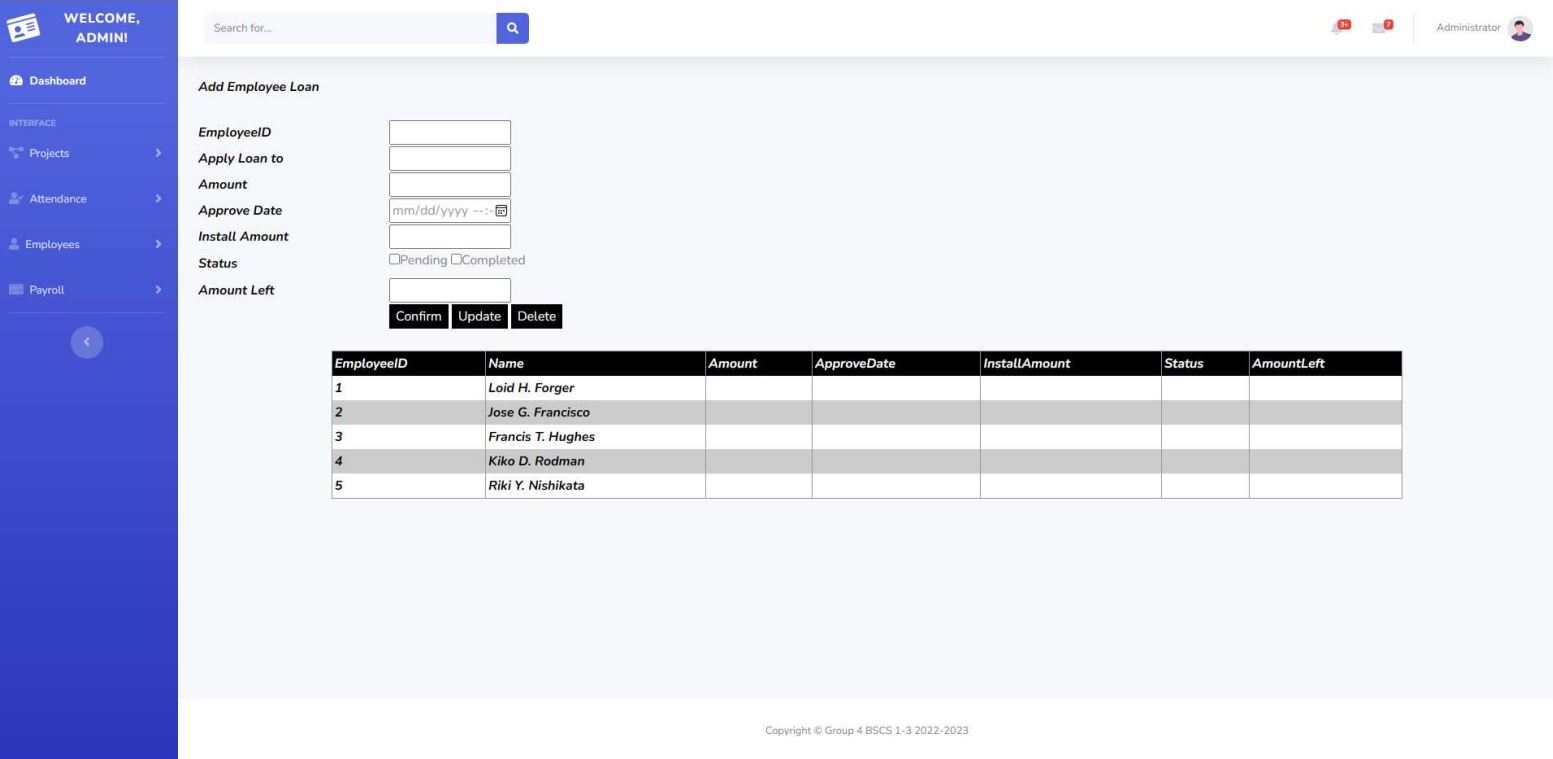 WELCOME,
ADMIN!
Search for...
3+
7
Administrator
Dashboard
INTERFACE
Projects
Attendance
Employees
Payroll
Add Employee Loan
EmployeeID
Apply Loan to
Amount
Approve Date mm/dd/yyyy --:-
Install Amount
Status Pending Completed
Amount Left
Confirm Update Delete
EmployeeID Name Amount ApproveDate InstallAmount Status AmountLeft
1 Loid H. Forger
2 Jose G. Francisco
3 Francis T. Hughes
4 Kiko D. Rodman
5 Riki Y. Nishikata
Copyright © Group 4 BSCS 1-3 2022-2023